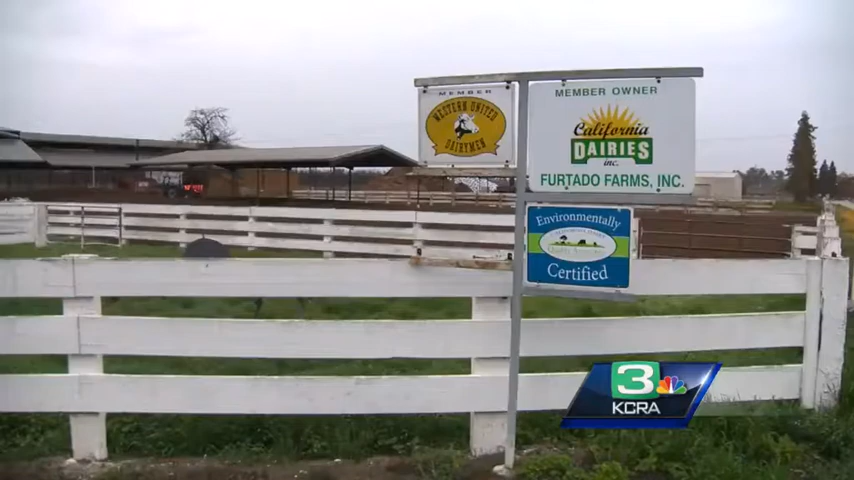 MEMBER
WESTERN UNITED
DAIRYMEN
MEMBER OWNER
California
DAIRIES
inc.
FURTADO FARMS, INC.
Environmentally
Certified
3
KCRA